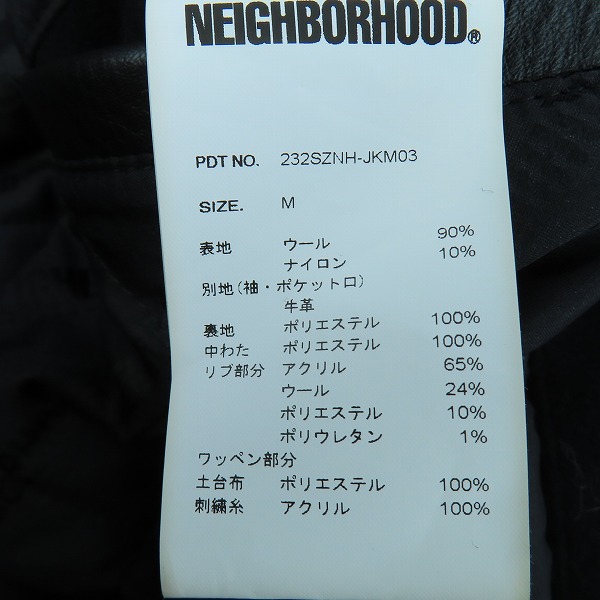 NEIGHBORHOOD®
PDT NO. 232SZNH-JKM03
SIZE. M
表地 ウール 90%
ナイロン 10%
別地(袖・ポケット口)
牛革
裏地 ポリエステル 100%
中わた ポリエステル 100%
リブ部分 アクリル 65%
ウール 24%
ポリエステル 10%
ポリウレタン 1%
ワッペン部分
土台布 ポリエステル 100%
刺繍糸 アクリル 100%